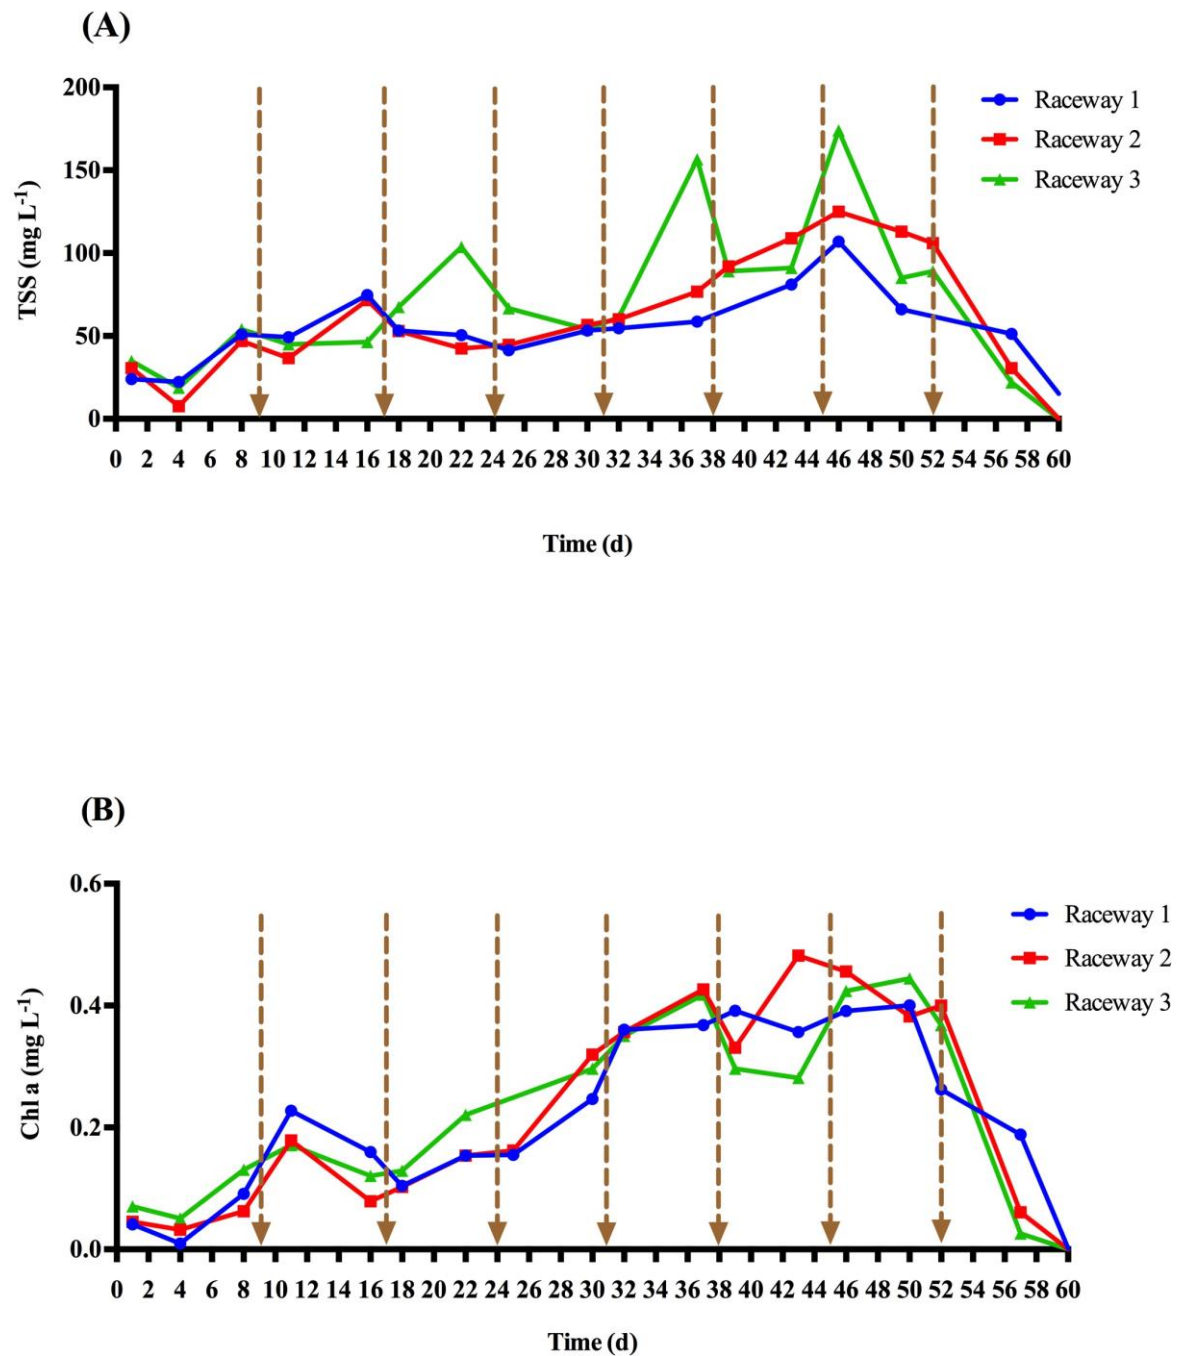 (A)
200
150
100
50
0
TSS (mg L-1)
0 2 4 6 8 10 12 14 16 18 20 22 24 26 28 30 32 34 36 38 40 42 44 46 48 50 52 54 56 58 60
Time (d)
Raceway 1
Raceway 2
Raceway 3
(B)
0.6
0.4
0.2
0.0
Chl a (mg L-1)
0 2 4 6 8 10 12 14 16 18 20 22 24 26 28 30 32 34 36 38 40 42 44 46 48 50 52 54 56 58 60
Time (d)
Raceway 1
Raceway 2
Raceway 3